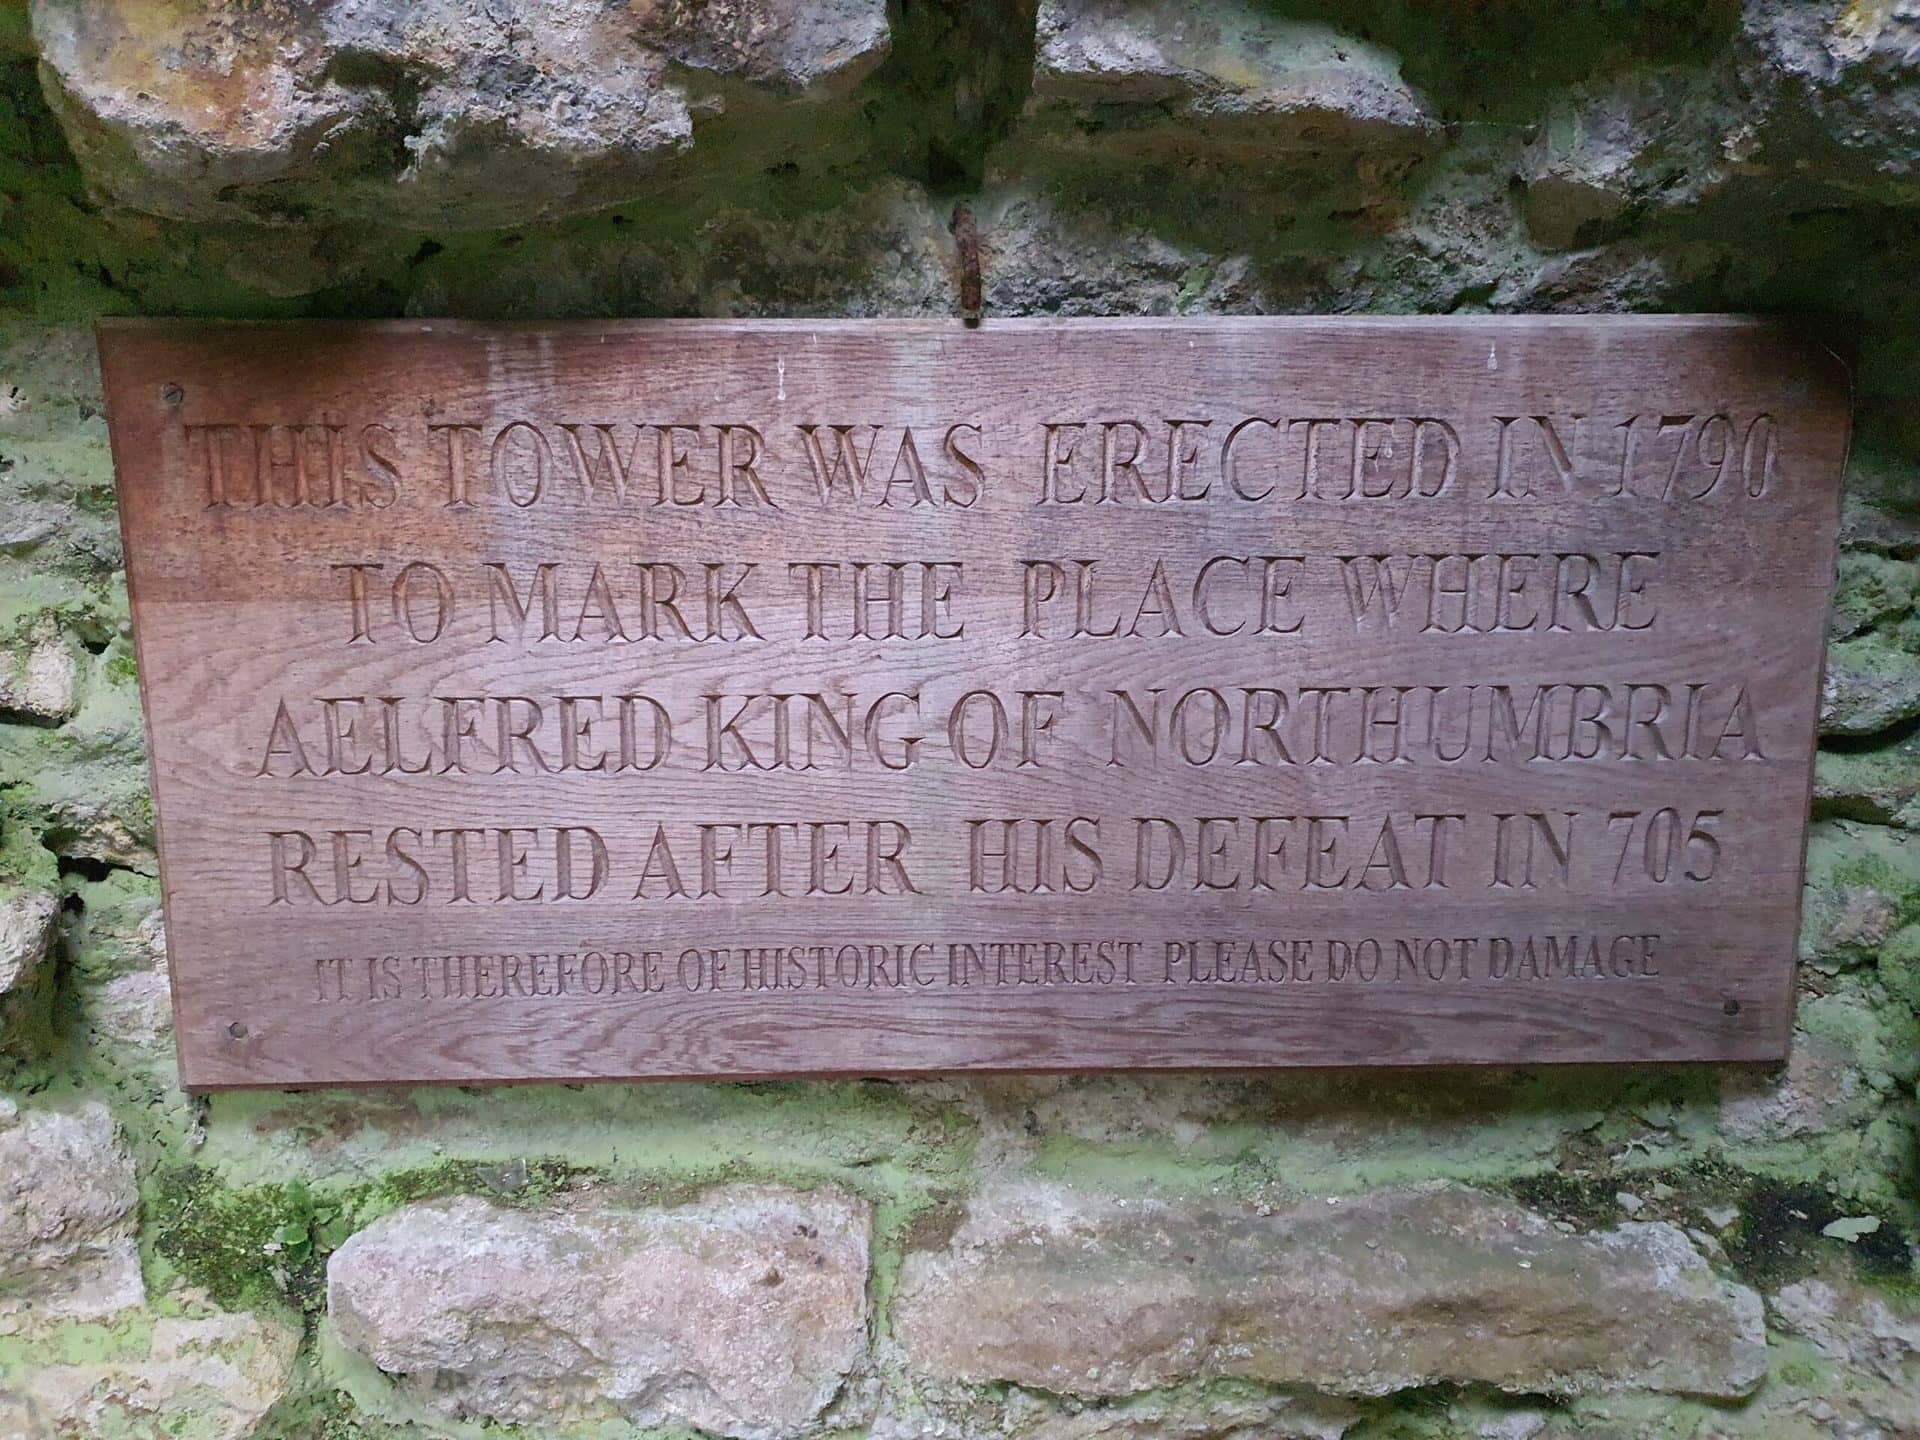 THIS TOWER WAS ERECTED IN 1790
TO MARK THE PLACE WHERE
AELFRED KING OF NORTHUMBRIA
RESTED AFTER HIS DEFEAT IN 705
IT IS THEREFORE OF HISTORIC INTEREST PLEASE DO NOT DAMAGE